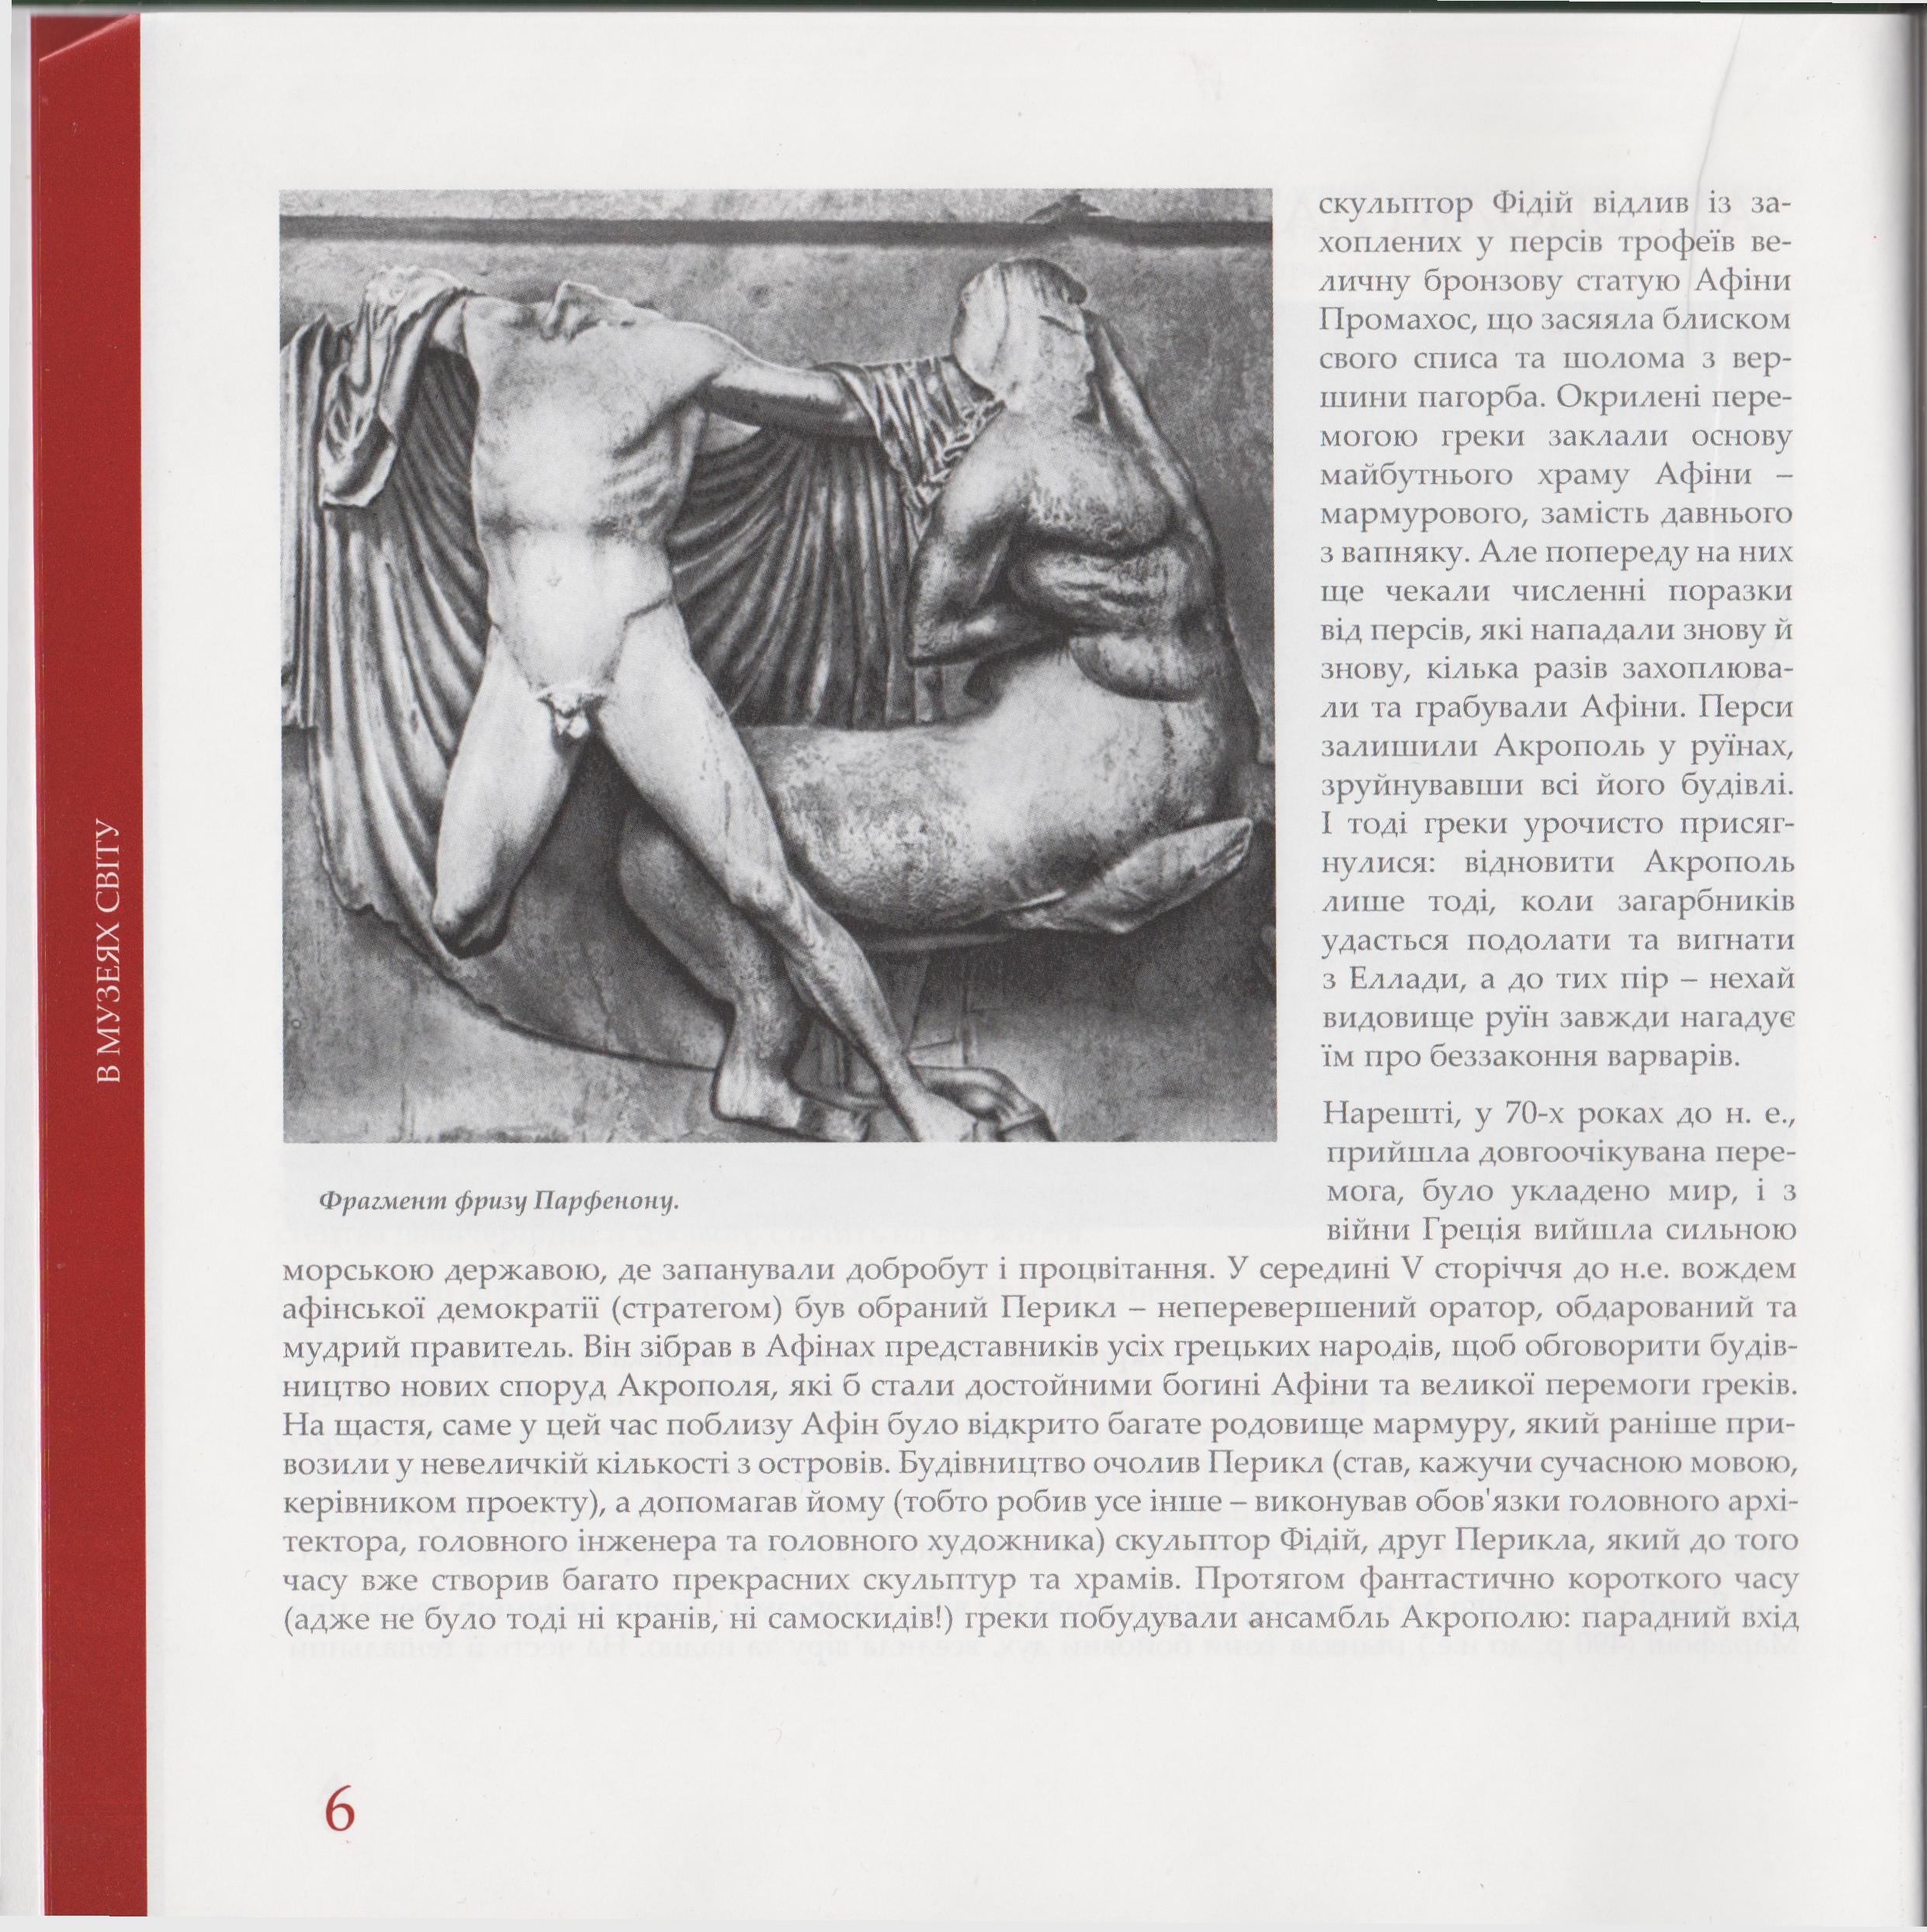 В МУЗЕЯХ СВІТУ
скульптор Фідій відлив із за-
хоплених у персів трофеїв ве-
личну бронзову статую Афіни
Промахос, що засяяла блиском
свого списа та шолома з вер-
шини пагорба. Окрилені пере-
могою греки заклали основу
майбутнього храму Афіни –
мармурового, замість давнього
з вапняку. Але попереду на них
ще чекали численні поразки
від персів, які нападали знову й
знову, кілька разів захоплюва-
ли та грабували Афіни. Перси
залишили Акрополь у руїнах,
зруйнувавши всі його будівлі.
І тоді греки урочисто присяг-
нулися: відновити Акрополь
лише тоді, коли загарбників
удасться подолати та вигнати
з Еллади, а до тих пір – нехай
видовище руїн завжди нагадує
їм про беззаконня варварів.
Нарешті, у 70-х роках до н. е.,
прийшла довгоочікувана пере-
мога, було укладено мир, і з
війни Греція вийшла сильною
Фрагмент фризу Парфенону.
морською державою, де запанували добробут і процвітання. У середині V сторіччя до н.е. вождем
афінської демократії (стратегом) був обраний Перикл – неперевершений оратор, обдарований та
мудрий правитель. Він зібрав в Афінах представників усіх грецьких народів, щоб обговорити будів-
ництво нових споруд Акрополя, які б стали достойними богині Афіни та великої перемоги греків.
На щастя, саме у цей час поблизу Афін було відкрито багате родовище мармуру, який раніше при-
возили у невеличкій кількості з островів. Будівництво очолив Перикл (став, кажучи сучасною мовою,
керівником проекту), а допомагав йому (тобто робив усе інше – виконував обов'язки головного архі-
тектора, головного інженера та головного художника) скульптор Фідій, друг Перикла, який до того
часу вже створив багато прекрасних скульптур та храмів. Протягом фантастично короткого часу
(адже не було тоді ні кранів, ні самоскидів!) греки побудували ансамбль Акрополю: парадний вхід
6